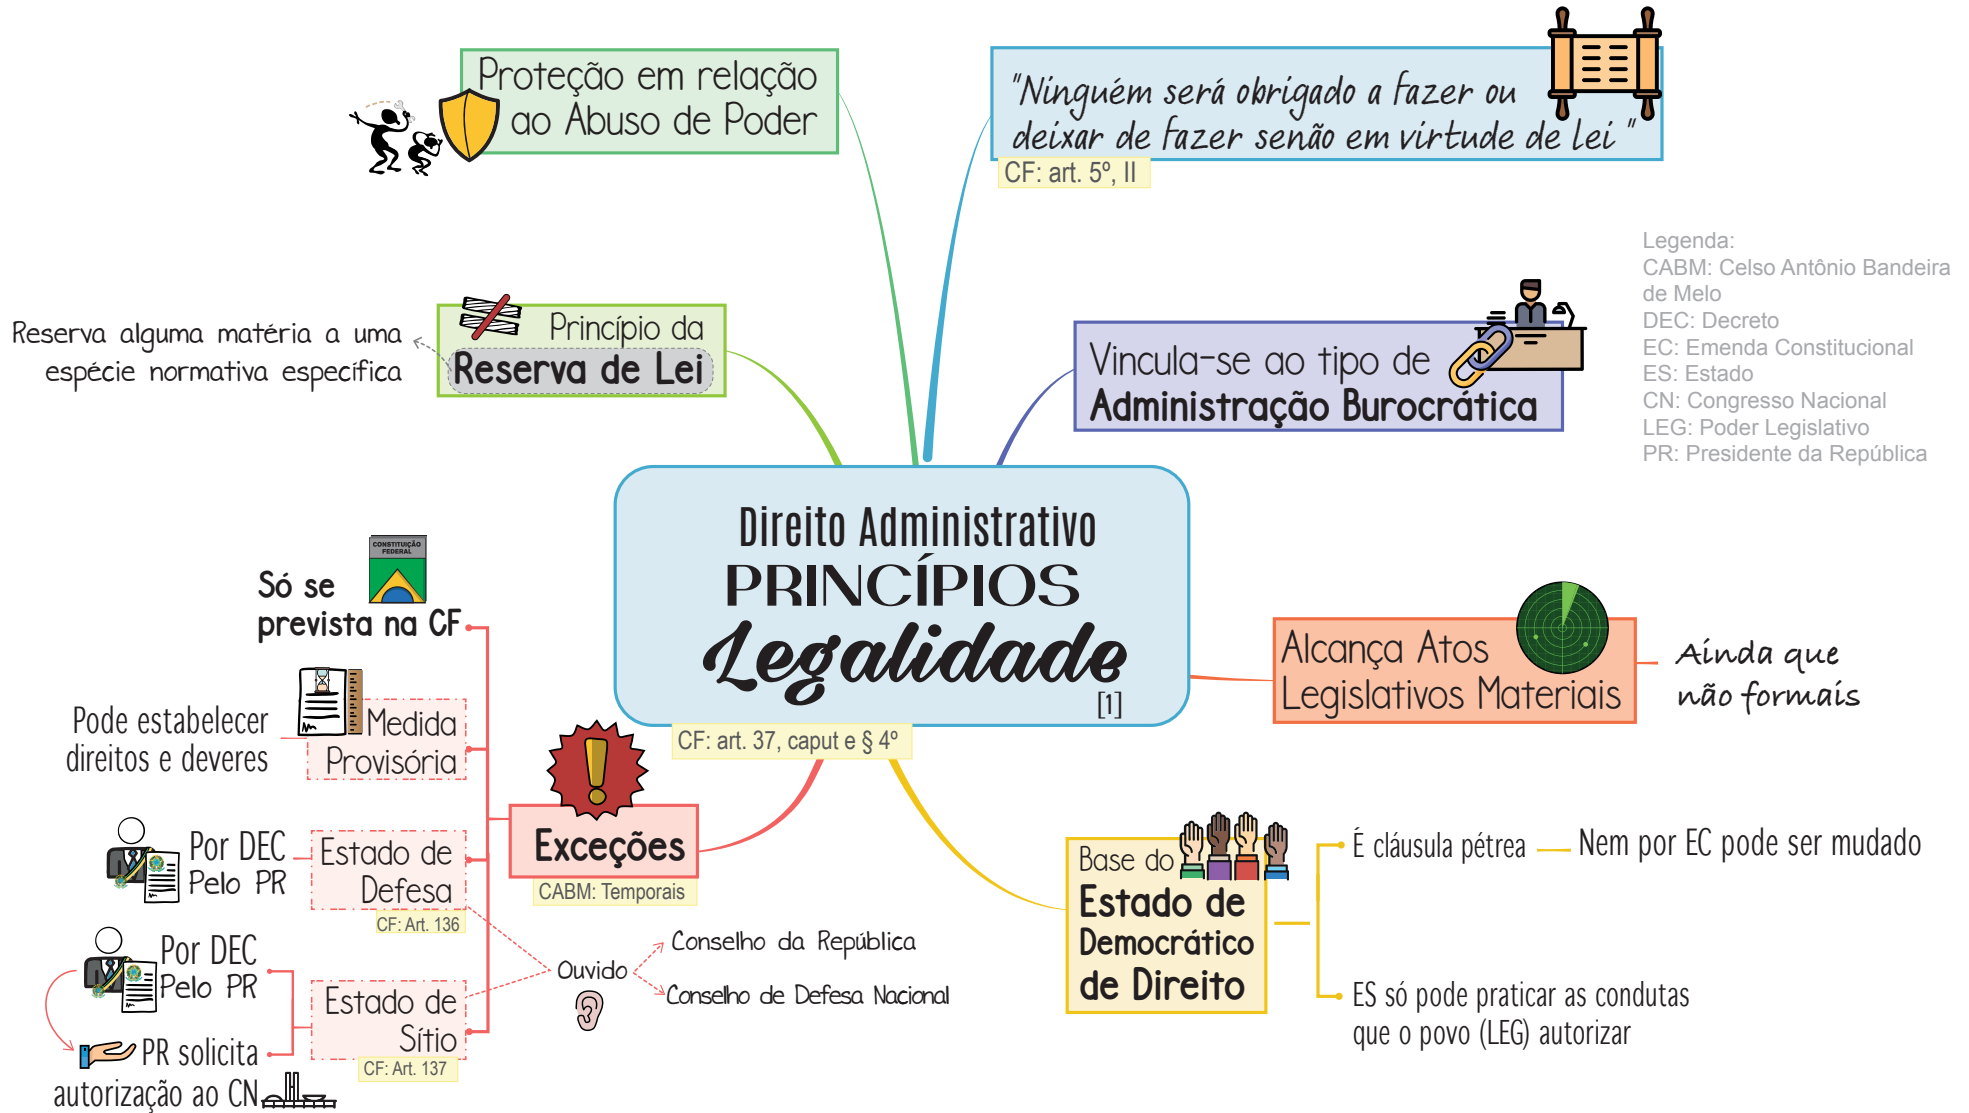 Proteção em relação
ao Abuso de Poder
"Ninguém será obrigado a fazer ou
deixar de fazer senão em virtude de lei "
CF: art. 5º, II
Legenda:
CABM: Celso Antônio Bandeira
de Melo
DEC: Decreto
EC: Emenda Constitucional
ES: Estado
CN: Congresso Nacional
LEG: Poder Legislativo
PR: Presidente da República
Reserva alguma matéria a uma
espécie normativa específica
Princípio da
Reserva de Lei
Vincula-se ao tipo de
Administração Burocrática
Direito Administrativo
PRINCÍPIOS
Legalidade
[1]
CF: art. 37, caput e § 4º
CONSTITUIÇÃO
FEDERAL
Só se
prevista na CF
Medida
Provisória
Pode estabelecer
direitos e deveres
Exceções
CABM: Temporais
Por DEC
Pelo PR
Estado de
Defesa
CF: Art. 136
Por DEC
Pelo PR
Estado de
Sítio
CF: Art. 137
PR solicita
autorização ao CN
Ouvido
Conselho da República
Conselho de Defesa Nacional
Alcança Atos
Legislativos Materiais
Ainda que
não formais
Base do
Estado de
Democrático
de Direito
É cláusula pétrea
Nem por EC pode ser mudado
ES só pode praticar as condutas
que o povo (LEG) autorizar